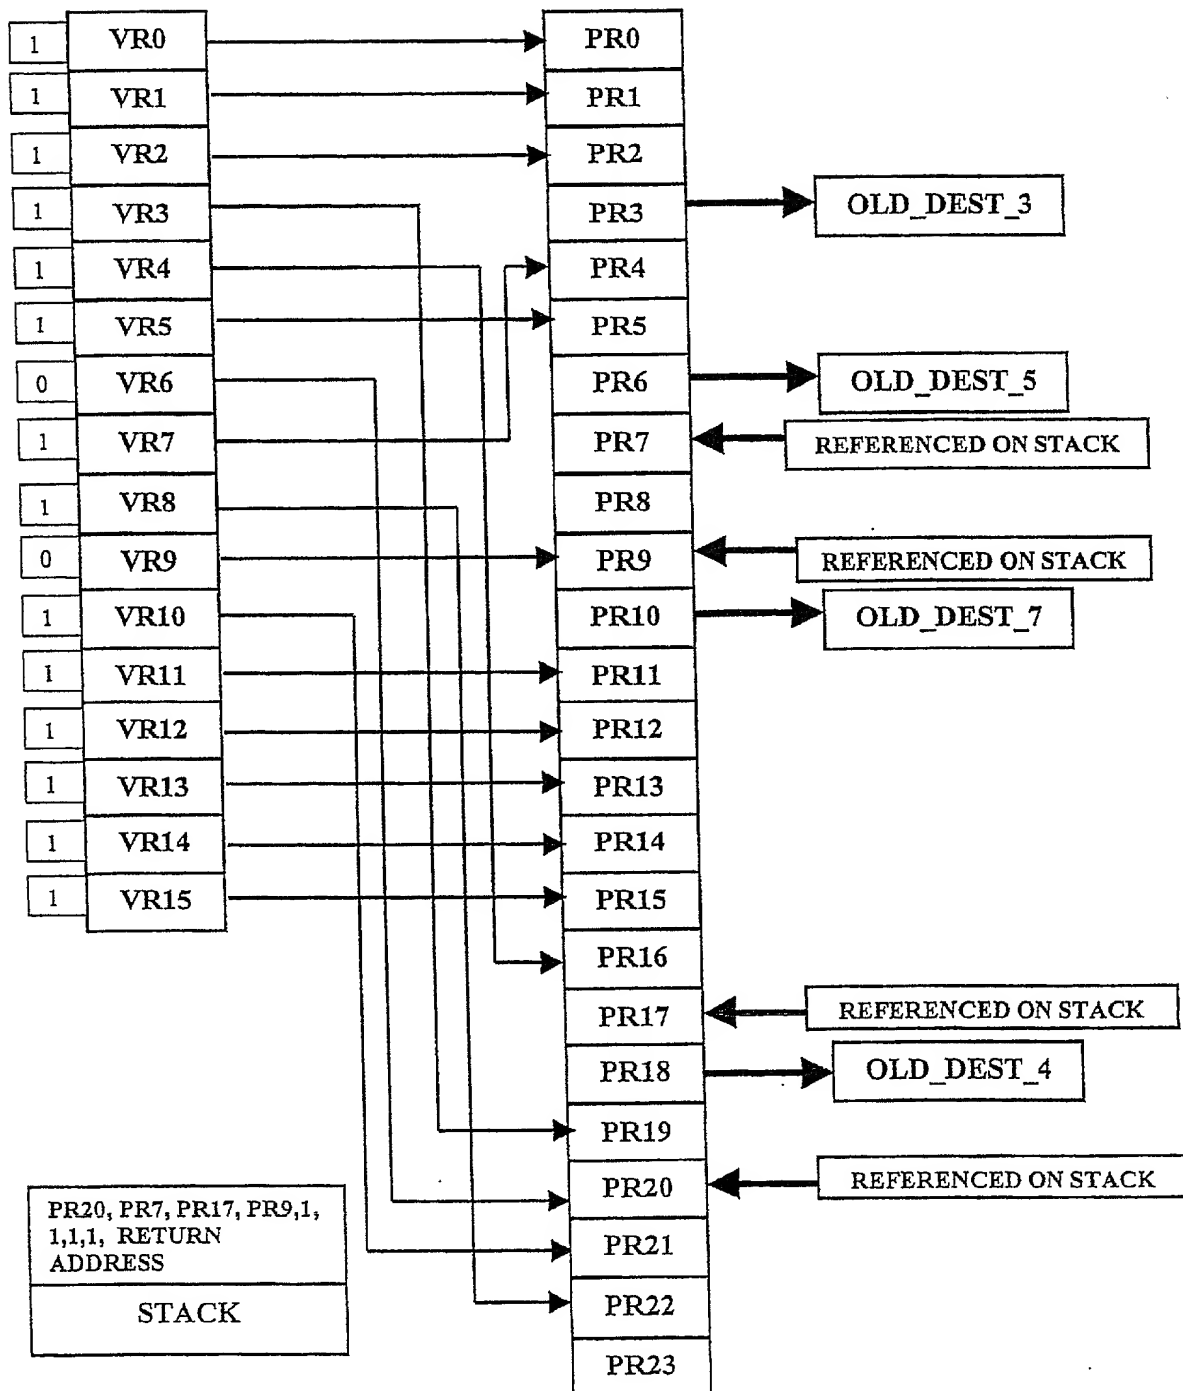 1 VR0 PR0
1 VR1 PR1
1 VR2 PR2
1 VR3 PR3 OLD_DEST_3
1 VR4 PR4
1 VR5 PR5
0 VR6 PR6 OLD_DEST_5
1 VR7 PR7 REFERENCED ON STACK
1 VR8 PR8
0 VR9 PR9 REFERENCED ON STACK
1 VR10 PR10 OLD_DEST_7
1 VR11 PR11
1 VR12 PR12
1 VR13 PR13
1 VR14 PR14
1 VR15 PR15
PR16
PR17 REFERENCED ON STACK
PR18 OLD_DEST_4
PR19
PR20 REFERENCED ON STACK
PR21
PR22
PR23
PR20, PR7, PR17, PR9,1,
1,1,1, RETURN
ADDRESS
STACK